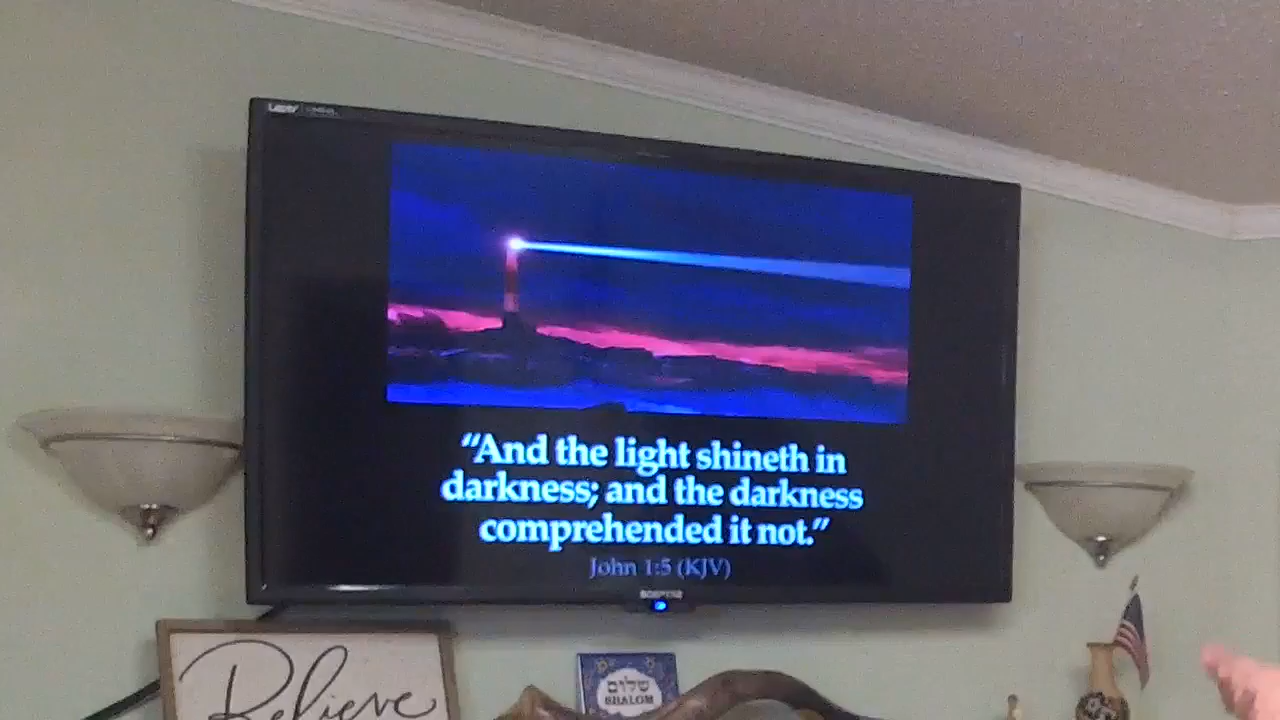 “And the light shineth in
darkness; and the darkness
comprehended it not.”
John 1:5 (KJV)
SCEPTRE
Believe
שלום
SHALOM